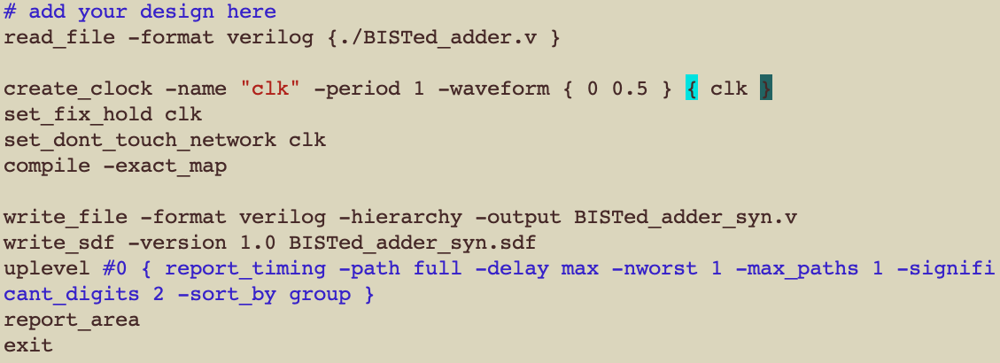 # add your design here
read_file -format verilog {./BISTed_adder.v }
create_clock -name "clk" -period 1 -waveform { 0 0.5 } { clk }
set_fix_hold clk
set_dont_touch_network clk
compile -exact_map
write_file -format verilog -hierarchy -output BISTed_adder_syn.v
write_sdf -version 1.0 BISTed_adder_syn.sdf
uplevel #0 { report_timing -path full -delay max -nworst 1 -max_paths 1 -signifi
cant_digits 2 -sort_by group }
report_area
exit